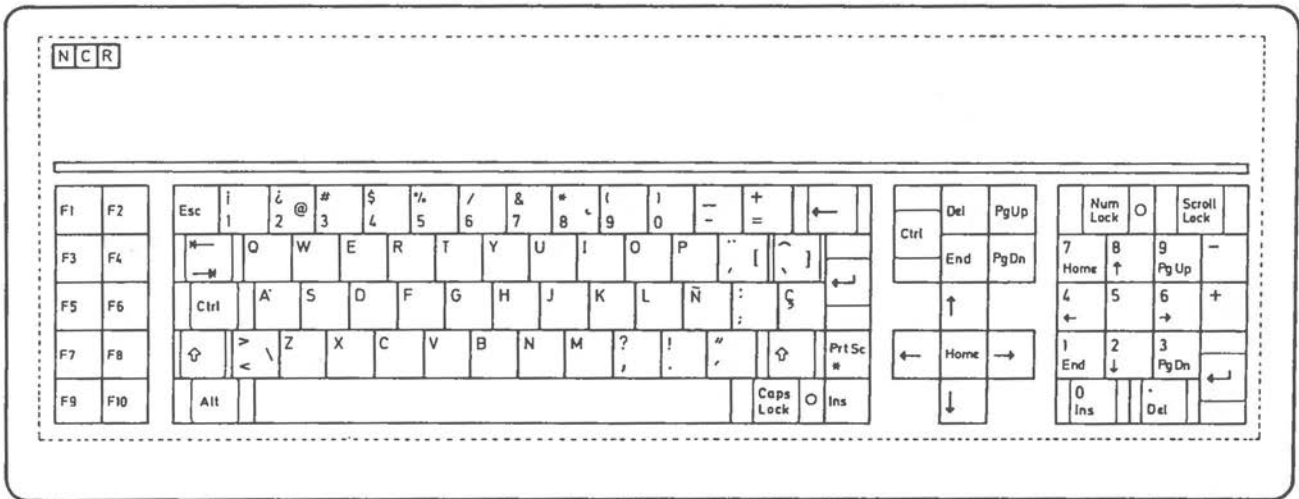 NCR
F1 F2 Esc ¡ 1 ¿ 2 @ # 3 $ 4 % 5 / 6 & 7 * 8 ( 9 ) 0 _ - + = ← Ctrl Del PgUp Num Lock Scroll Lock
F3 F4 ⇤ ⇥ Q W E R T Y U I O P ¨ ´ [ ^ ` ] ↵ End PgDn 7 Home 8 ↑ 9 PgUp -
F5 F6 Ctrl A S D F G H J K L Ñ : ; Ç ↑ 4 ← 5 6 → +
F7 F8 ⇧ > < \ Z X C V B N M ? , ! . " ' ⇧ PrtSc * ← Home → 1 End 2 ↓ 3 PgDn ↵
F9 F10 Alt Caps Lock Ins ↓ 0 Ins . Del